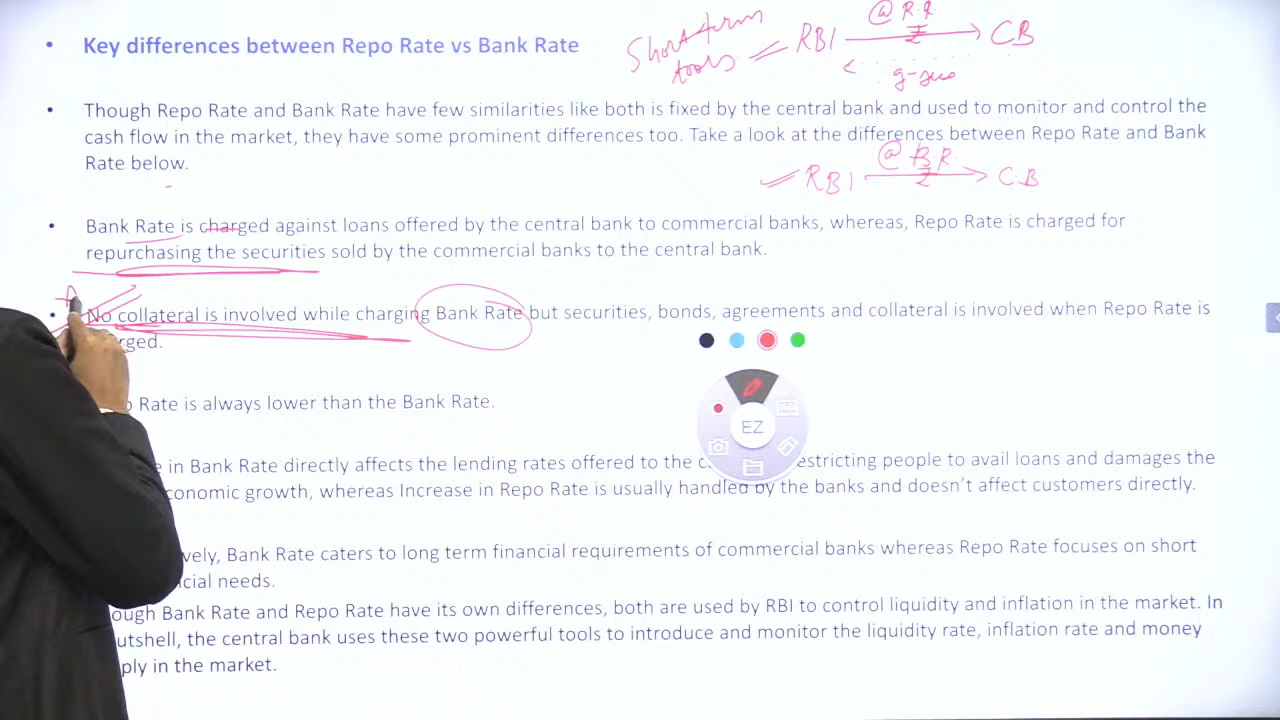 Key differences between Repo Rate vs Bank Rate
Short term tools
RBI @ R.R ₹ CB
g-sec
Though Repo Rate and Bank Rate have few similarities like both is fixed by the central bank and used to monitor and control the
cash flow in the market, they have some prominent differences too. Take a look at the differences between Repo Rate and Bank
Rate below.
RBI @ B.R. ₹ CB
Bank Rate is charged against loans offered by the central bank to commercial banks, whereas, Repo Rate is charged for
repurchasing the securities sold by the commercial banks to the central bank.
No collateral is involved while charging Bank Rate but securities, bonds, agreements and collateral is involved when Repo Rate is
rged.
Rate is always lower than the Bank Rate.
in Bank Rate directly affects the lending rates offered to the estricting people to avail loans and damages the
conomic growth, whereas Increase in Repo Rate is usually handled by the banks and doesn't affect customers directly.
vely, Bank Rate caters to long term financial requirements of commercial banks whereas Repo Rate focuses on short
cial needs.
ough Bank Rate and Repo Rate have its own differences, both are used by RBI to control liquidity and inflation in the market. In
utshell, the central bank uses these two powerful tools to introduce and monitor the liquidity rate, inflation rate and money
ply in the market.
EZ